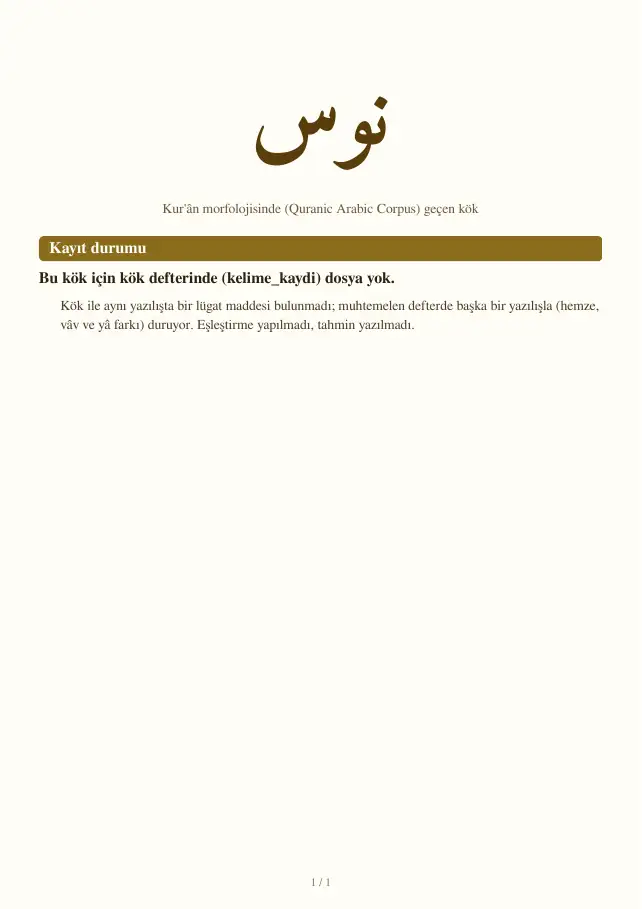 نوس
Kur'ân morfolojisinde (Quranic Arabic Corpus) geçen kök
Kayıt durumu
Bu kök için kök defterinde (kelime_kaydi) dosya yok.
Kök ile aynı yazılışta bir lügat maddesi bulunmadı; muhtemelen defterde başka bir yazılışla (hemze,
vâv ve yâ farkı) duruyor. Eşleştirme yapılmadı, tahmin yazılmadı.
1 / 1